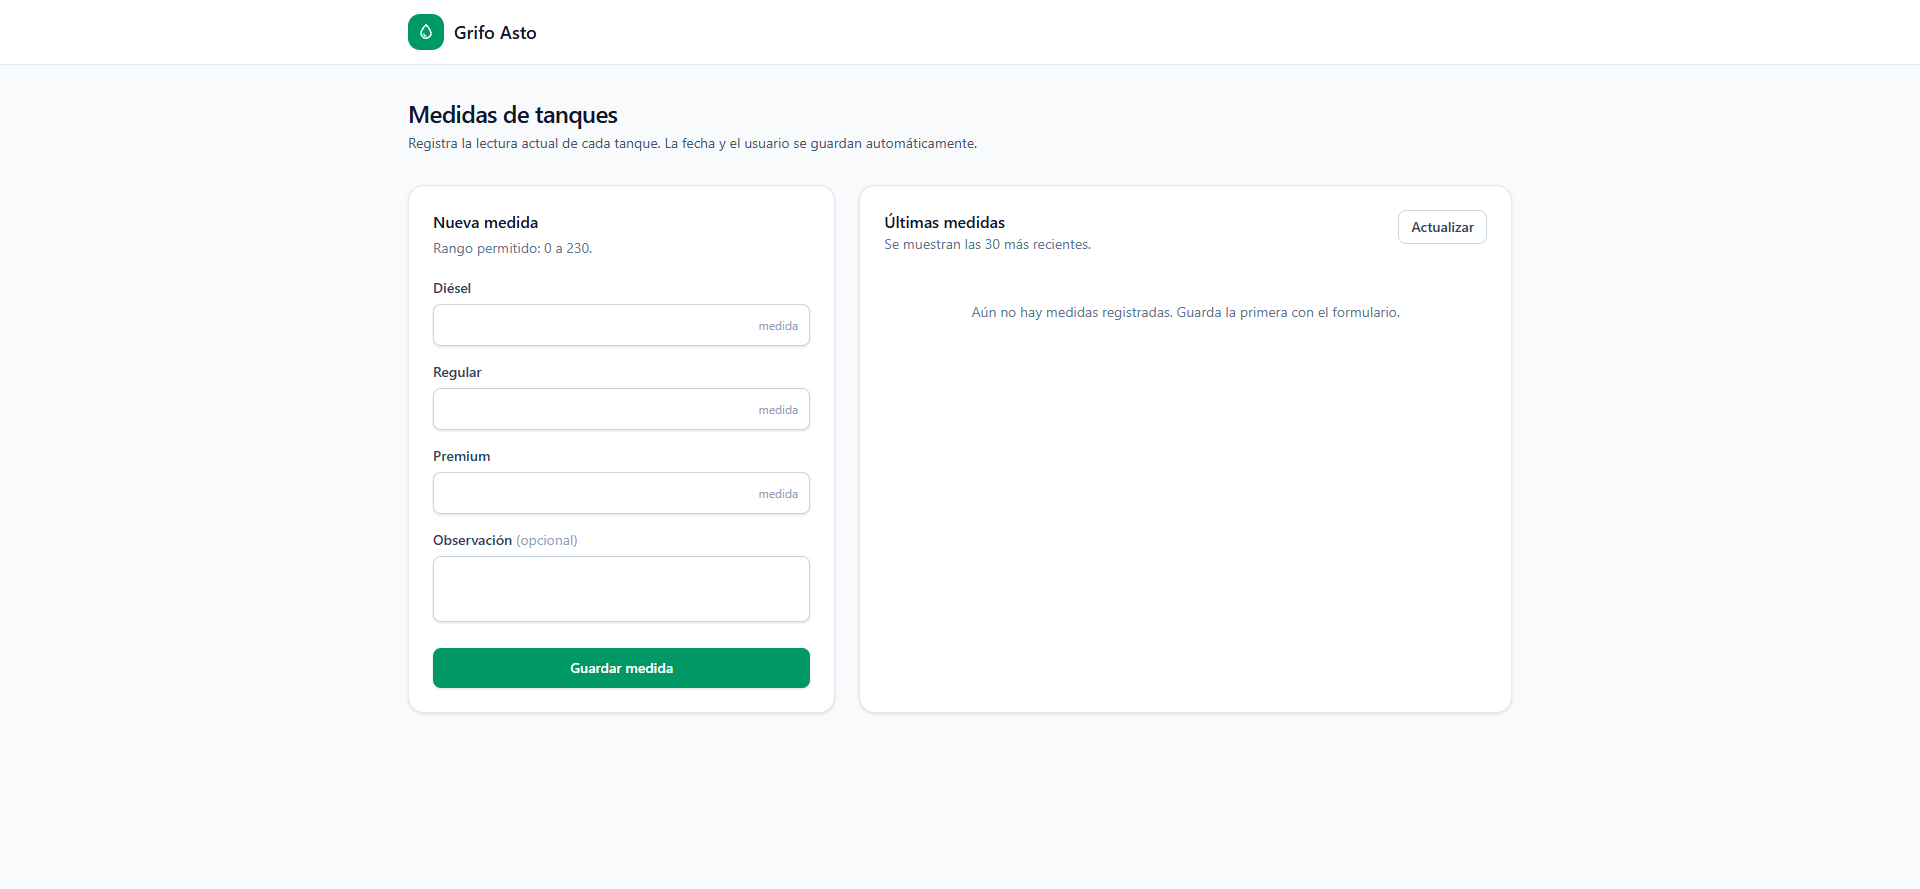 Grifo Asto
Medidas de tanques
Registra la lectura actual de cada tanque. La fecha y el usuario se guardan automáticamente.
Nueva medida
Rango permitido: 0 a 230.
Diésel
medida
Regular
medida
Premium
medida
Observación (opcional)
Guardar medida
Últimas medidas
Se muestran las 30 más recientes.
Actualizar
Aún no hay medidas registradas. Guarda la primera con el formulario.